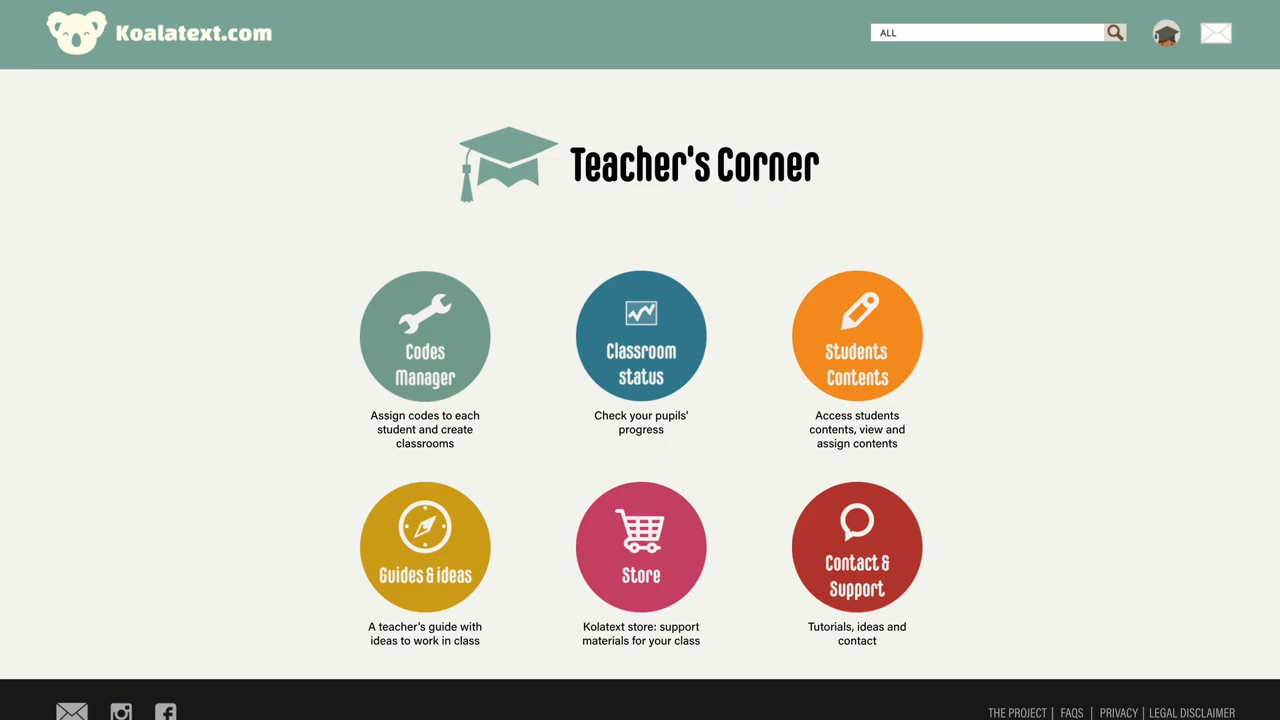 Koalatext.com
ALL
Teacher's Corner
Codes
Manager
Assign codes to each
student and create
classrooms
Classroom
status
Check your pupils'
progress
Students
Contents
Access students
contents, view and
assign contents
Guides & ideas
A teacher's guide with
ideas to work in class
Store
Kolatext store: support
materials for your class
Contact &
Support
Tutorials, ideas and
contact
THE PROJECT | FAQS | PRIVACY | LEGAL DISCLAIMER